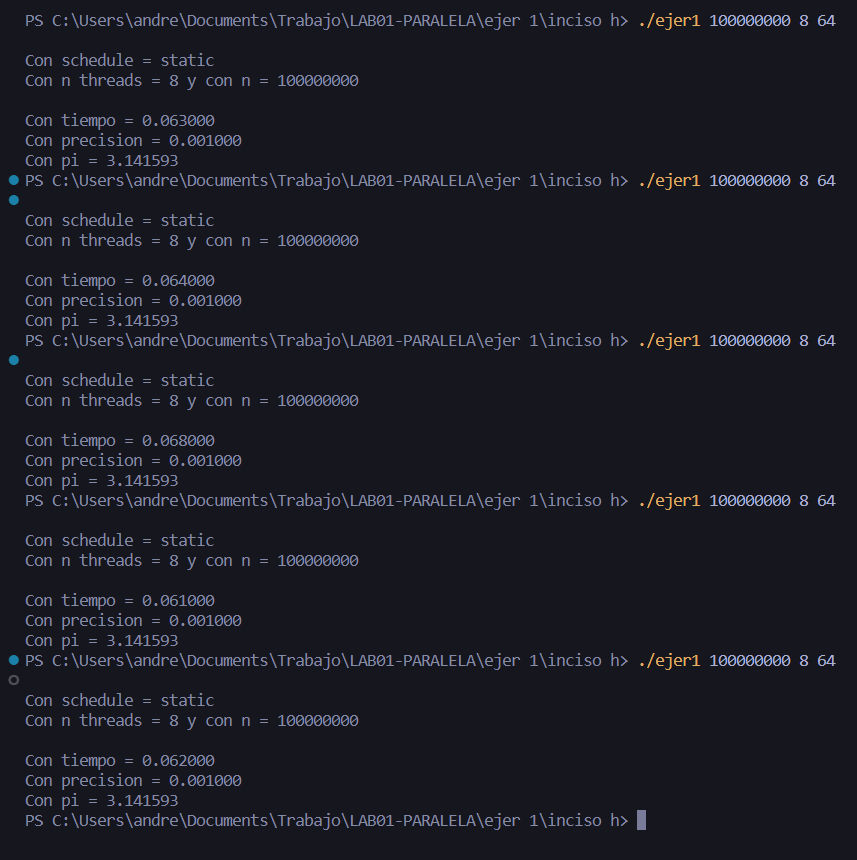 PS C:\Users\andre\Documents\Trabajo\LAB01-PARALELA\ejer 1\inciso h> ./ejer1 100000000 8 64
Con schedule = static
Con n threads = 8 y con n = 100000000
Con tiempo = 0.063000
Con precision = 0.001000
Con pi = 3.141593
PS C:\Users\andre\Documents\Trabajo\LAB01-PARALELA\ejer 1\inciso h> ./ejer1 100000000 8 64
Con schedule = static
Con n threads = 8 y con n = 100000000
Con tiempo = 0.064000
Con precision = 0.001000
Con pi = 3.141593
PS C:\Users\andre\Documents\Trabajo\LAB01-PARALELA\ejer 1\inciso h> ./ejer1 100000000 8 64
Con schedule = static
Con n threads = 8 y con n = 100000000
Con tiempo = 0.068000
Con precision = 0.001000
Con pi = 3.141593
PS C:\Users\andre\Documents\Trabajo\LAB01-PARALELA\ejer 1\inciso h> ./ejer1 100000000 8 64
Con schedule = static
Con n threads = 8 y con n = 100000000
Con tiempo = 0.061000
Con precision = 0.001000
Con pi = 3.141593
PS C:\Users\andre\Documents\Trabajo\LAB01-PARALELA\ejer 1\inciso h> ./ejer1 100000000 8 64
Con schedule = static
Con n threads = 8 y con n = 100000000
Con tiempo = 0.062000
Con precision = 0.001000
Con pi = 3.141593
PS C:\Users\andre\Documents\Trabajo\LAB01-PARALELA\ejer 1\inciso h>